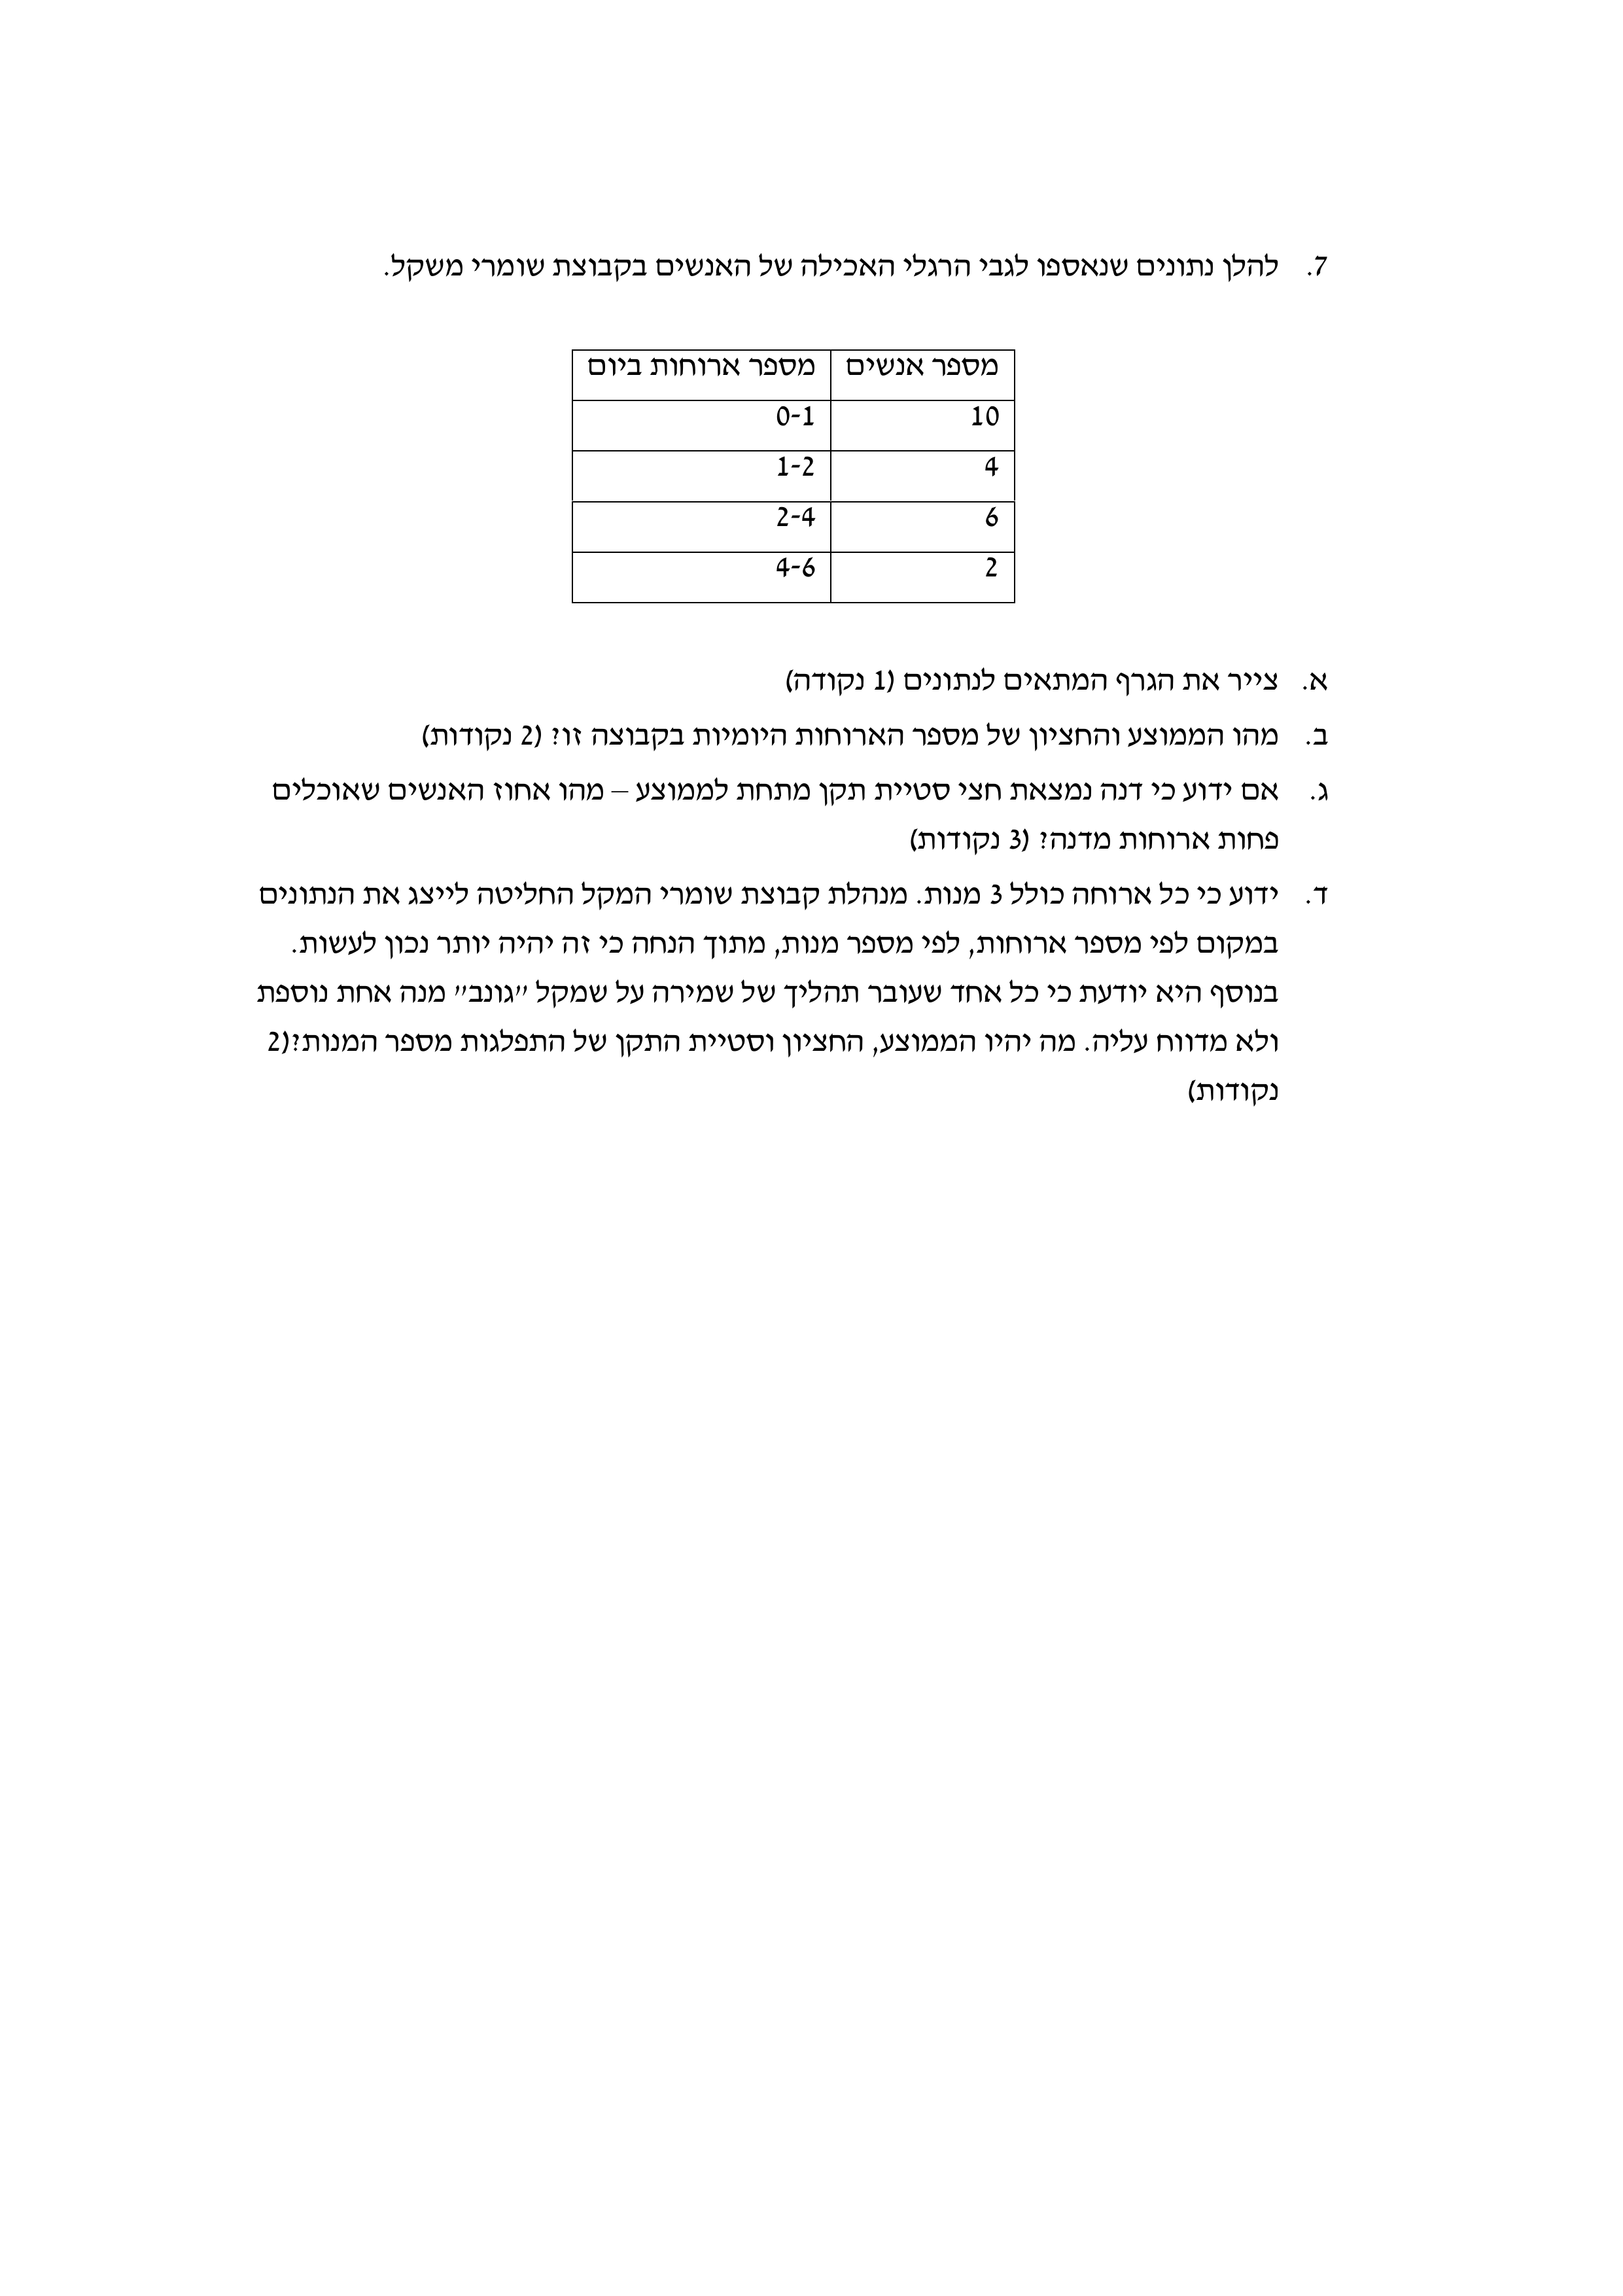 7. להלן נתונים שנאספו לגבי הרגלי האכילה של האנשים בקבוצת שומרי משקל.
מספר אנשים מספר ארוחות ביום
10 0-1
4 1-2
6 2-4
2 4-6
א. צייר את הגרף המתאים לנתונים (1 נקודה)
ב. מהו הממוצע והחציון של מספר הארוחות היומיות בקבוצה זו? (2 נקודות)
ג. אם ידוע כי דנה נמצאת חצי סטיית תקן מתחת לממוצע – מהו אחוז האנשים שאוכלים
פחות ארוחות מדנה? (3 נקודות)
ד. ידוע כי כל ארוחה כולל 3 מנות. מנהלת קבוצת שומרי המקל החליטה לייצג את הנתונים
במקום לפי מספר ארוחות, לפי מספר מנות, מתוך הנחה כי זה יהיה יותר נכון לעשות.
בנוסף היא יודעת כי כל אחד שעובר תהליך של שמירה על שמקל "גונב" מנה אחת נוספת
ולא מדווח עליה. מה יהיו הממוצע, החציון וסטיית התקן של התפלגות מספר המנות?(2
נקודות)